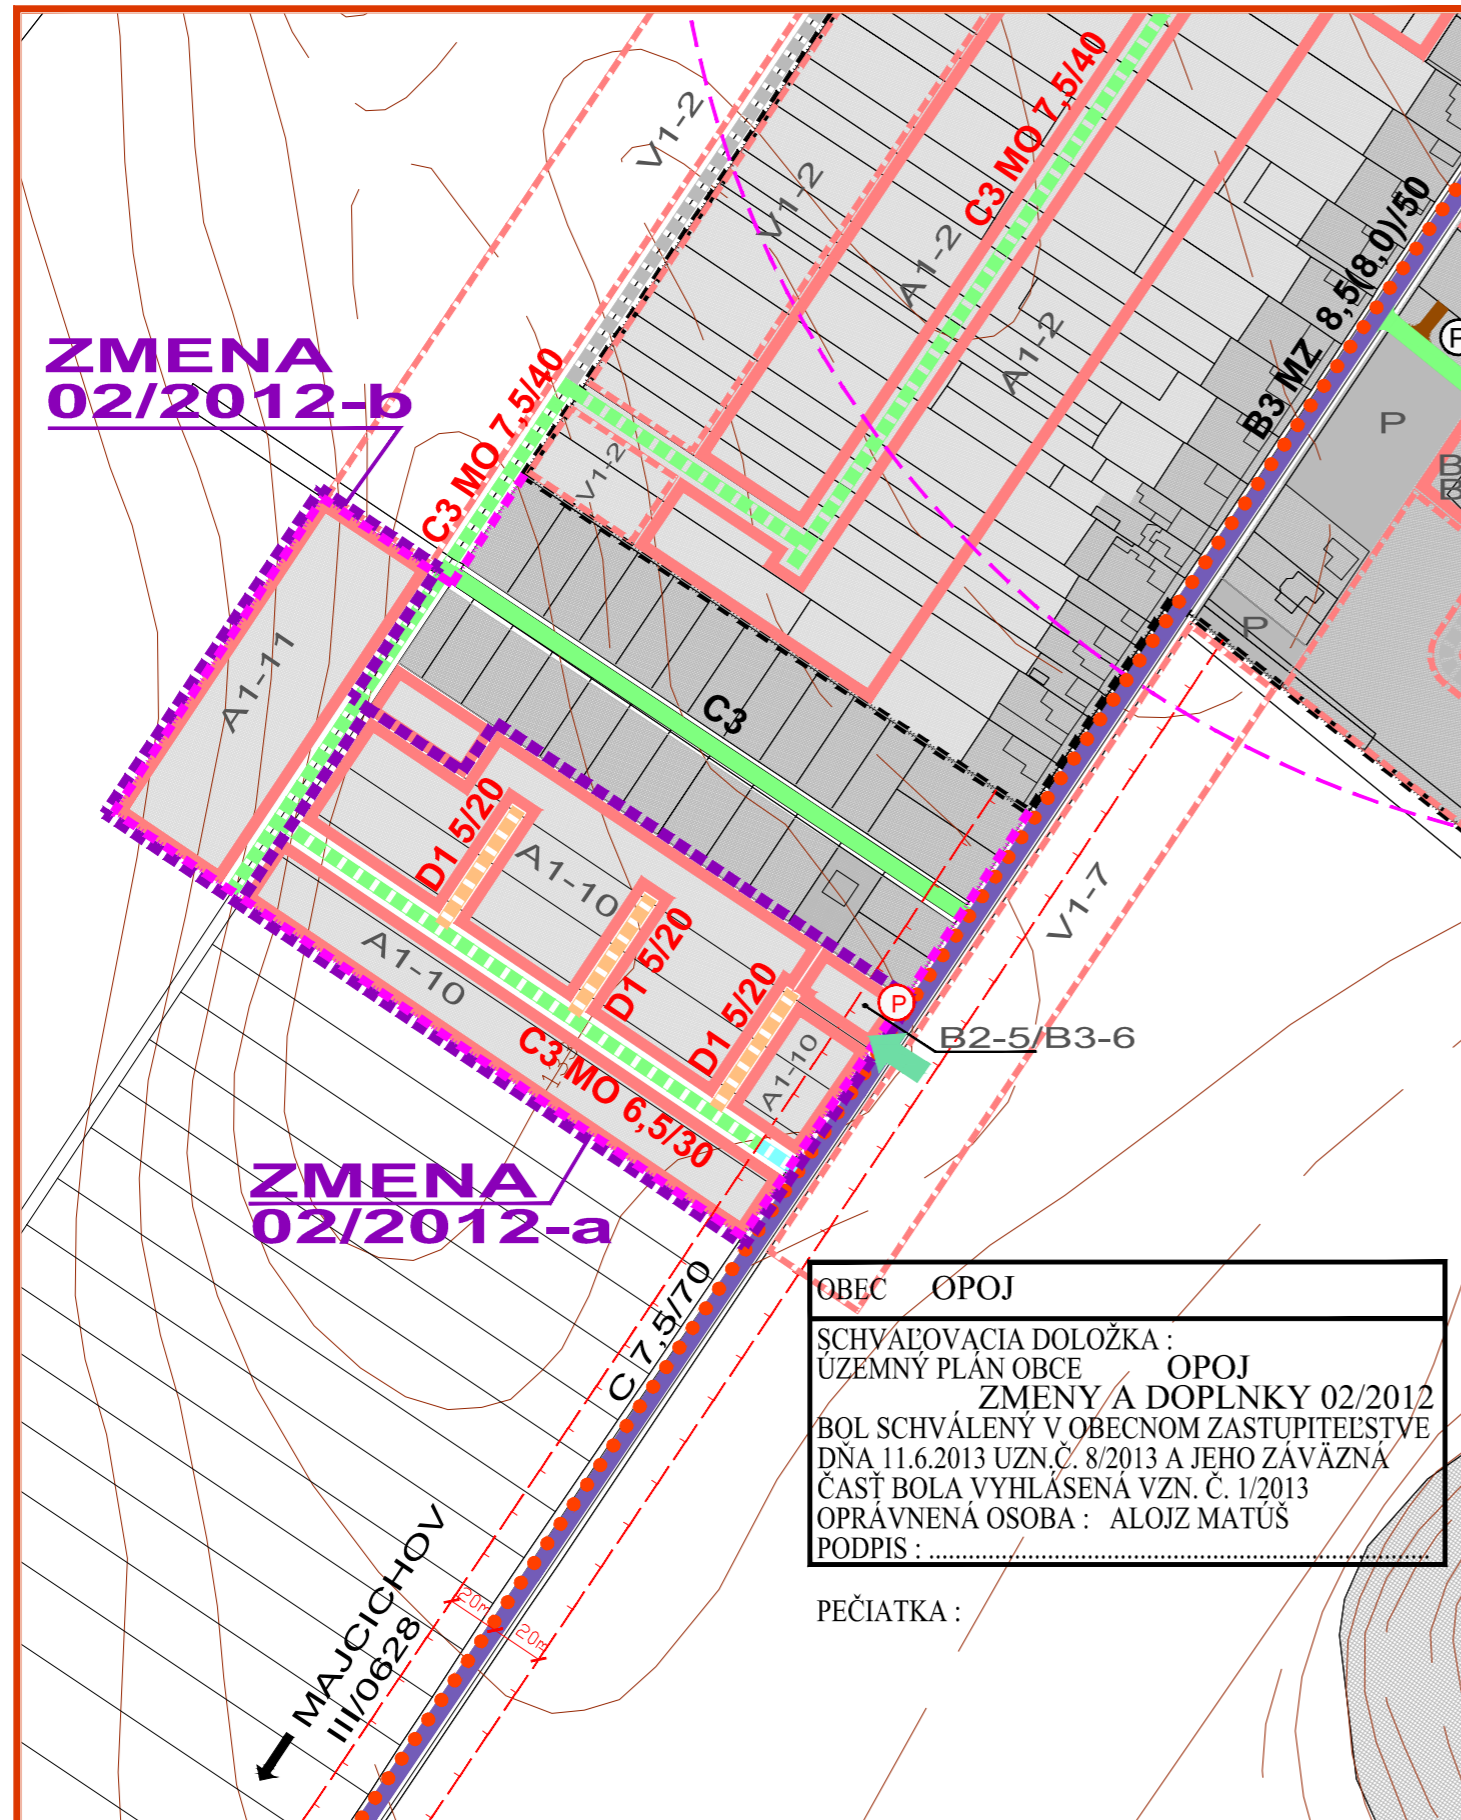 V1-2
C3 MO 7,5/40
V1-2
A1-2
B3 MZ 8,5(8,0)/50
A1-2
P
P
ZMENA
02/2012-b
C3 MO 7,5/40
V1-2
P
A1-11
C3
D1 5/20
A1-10
V1-7
A1-10
D1 5/20
D1 5/20
P
B2-5/B3-6
A1-10
C3 MO 6,5/30
ZMENA
02/2012-a
C 7,5/70
OBEC OPOJ
SCHVAĽOVACIA DOLOŽKA :
ÚZEMNÝ PLÁN OBCE OPOJ
ZMENY A DOPLNKY 02/2012
BOL SCHVÁLENÝ V OBECNOM ZASTUPITEĽSTVE
DŇA 11.6.2013 UZN.Č. 8/2013 A JEHO ZÁVÄZNÁ
ČASŤ BOLA VYHLÁSENÁ VZN. Č. 1/2013
OPRÁVNENÁ OSOBA : ALOJZ MATÚŠ
PODPIS : ................................................................................
PEČIATKA :
MAJCICHOV
III/0628
20m
20m